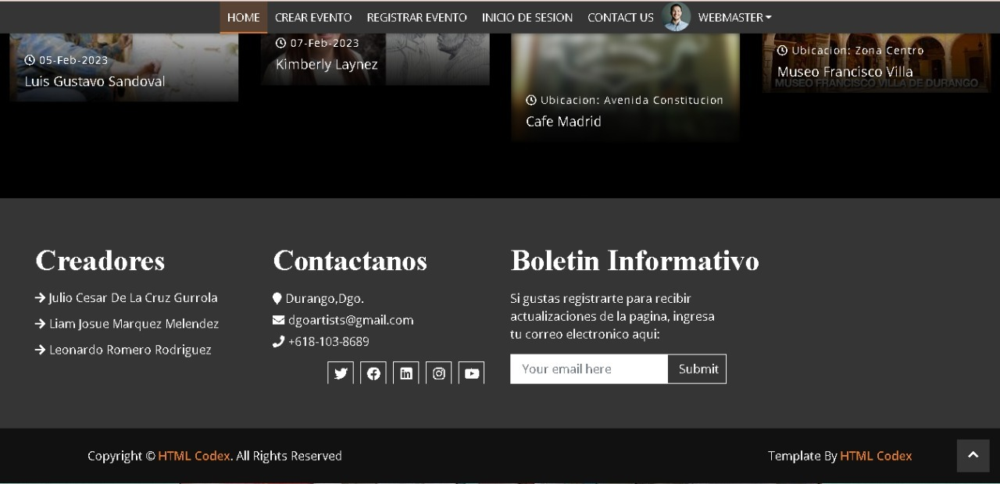 HOME CREAR EVENTO REGISTRAR EVENTO INICIO DE SESION CONTACT US WEBMASTER
05-Feb-2023
Luis Gustavo Sandoval
07-Feb-2023
Kimberly Laynez
Ubicacion: Avenida Constitucion
Cafe Madrid
Ubicacion: Zona Centro
Museo Francisco Villa
MUSEO FRANCISCO VILLA DE DURANGO
Creadores
Julio Cesar De La Cruz Gurrola
Liam Josue Marquez Melendez
Leonardo Romero Rodriguez
Contactanos
Durango,Dgo.
dgoartists@gmail.com
+618-103-8689
Boletin Informativo
Si gustas registrarte para recibir
actualizaciones de la pagina, ingresa
tu correo electronico aqui:
Your email here Submit
Copyright © HTML Codex. All Rights Reserved
Template By HTML Codex